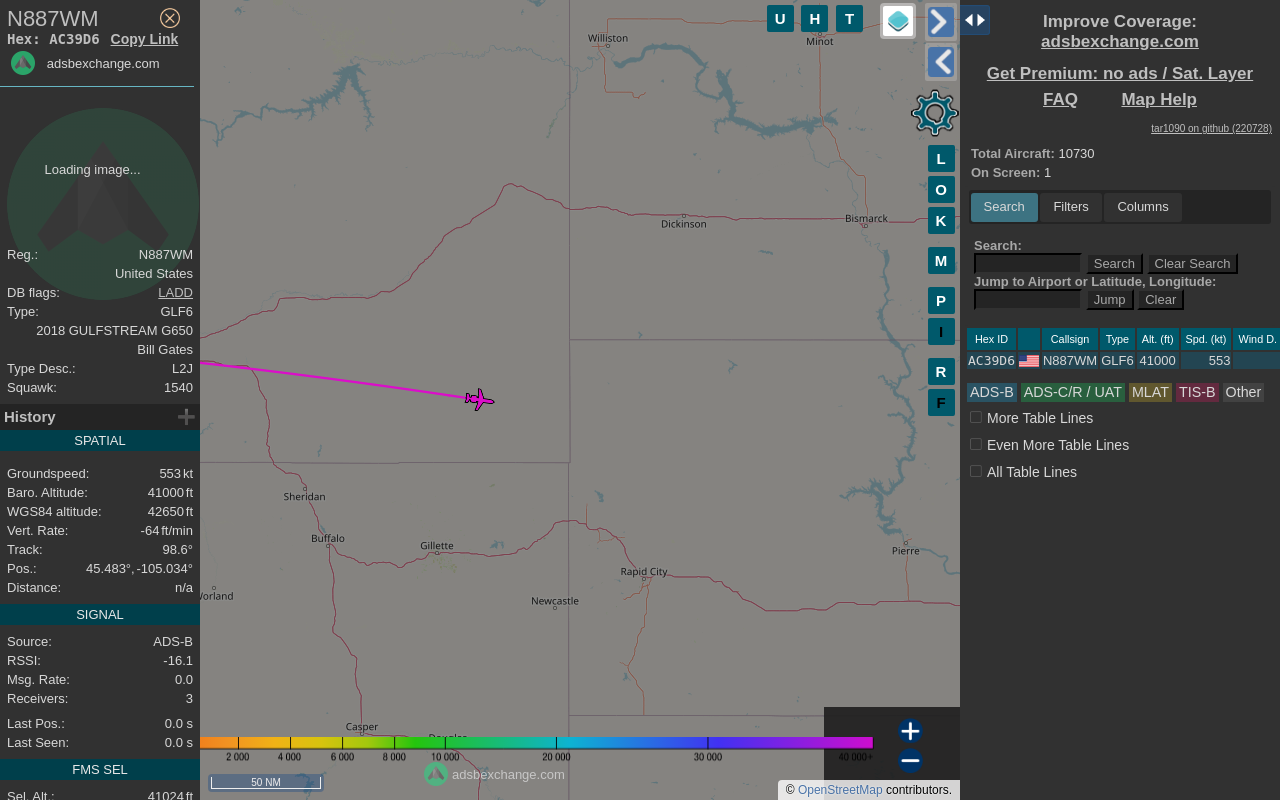 N887WM
Hex: AC39D6 Copy Link
adsbexchange.com
Loading image...
Reg.: N887WM
United States
DB flags: LADD
Type: GLF6
2018 GULFSTREAM G650
Bill Gates
Type Desc.: L2J
Squawk: 1540
History
SPATIAL
Groundspeed: 553 kt
Baro. Altitude: 41000 ft
WGS84 altitude: 42650 ft
Vert. Rate: -64 ft/min
Track: 98.6°
Pos.: 45.483°, -105.034°
Distance: n/a
SIGNAL
Source: ADS-B
RSSI: -16.1
Msg. Rate: 0.0
Receivers: 3
Last Pos.: 0.0 s
Last Seen: 0.0 s
FMS SEL
Sel. Alt.: 41024 ft
U H T
L
O
K
M
P
I
R
F
Williston
Minot
Dickinson
Bismarck
Sheridan
Buffalo
Gillette
Pierre
Rapid City
Newcastle
Casper
2 000 4 000 6 000 8 000 10 000 20 000 30 000 40 000+
adsbexchange.com
50 NM
© OpenStreetMap contributors.
Improve Coverage:
adsbexchange.com
Get Premium: no ads / Sat. Layer
FAQ Map Help
tar1090 on github (220728)
Total Aircraft: 10730
On Screen: 1
Search Filters Columns
Search:
Search Clear Search
Jump to Airport or Latitude, Longitude:
Jump Clear
Hex ID Callsign Type Alt. (ft) Spd. (kt) Wind D.
AC39D6 N887WM GLF6 41000 553
ADS-B ADS-C/R / UAT MLAT TIS-B Other
More Table Lines
Even More Table Lines
All Table Lines